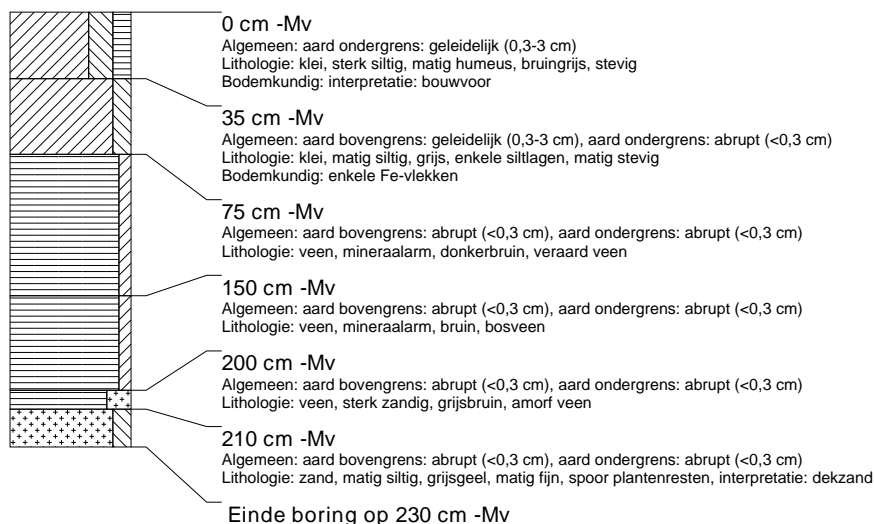 0 cm -Mv
Algemeen: aard ondergrens: geleidelijk (0,3-3 cm)
Lithologie: klei, sterk siltig, matig humeus, bruingrijs, stevig
Bodemkundig: interpretatie: bouwvoor
35 cm -Mv
Algemeen: aard bovengrens: geleidelijk (0,3-3 cm), aard ondergrens: abrupt (<0,3 cm)
Lithologie: klei, matig siltig, grijs, enkele siltlagen, matig stevig
Bodemkundig: enkele Fe-vlekken
75 cm -Mv
Algemeen: aard bovengrens: abrupt (<0,3 cm), aard ondergrens: abrupt (<0,3 cm)
Lithologie: veen, mineraalarm, donkerbruin, veraard veen
150 cm -Mv
Algemeen: aard bovengrens: abrupt (<0,3 cm), aard ondergrens: abrupt (<0,3 cm)
Lithologie: veen, mineraalarm, bruin, bosveen
200 cm -Mv
Algemeen: aard bovengrens: abrupt (<0,3 cm), aard ondergrens: abrupt (<0,3 cm)
Lithologie: veen, sterk zandig, grijsbruin, amorf veen
210 cm -Mv
Algemeen: aard bovengrens: abrupt (<0,3 cm), aard ondergrens: abrupt (<0,3 cm)
Lithologie: zand, matig siltig, grijsgeel, matig fijn, spoor plantenresten, interpretatie: dekzand
Einde boring op 230 cm -Mv